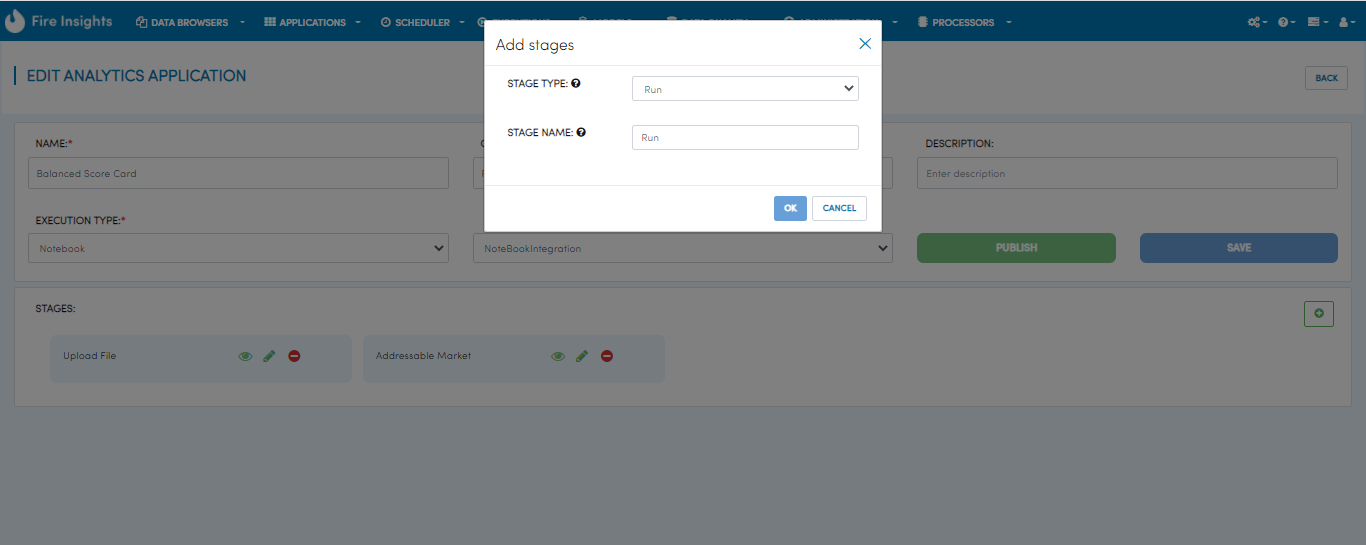 Fire Insights
DATA BROWSERS
APPLICATIONS
SCHEDULER
PROCESSORS
Add stages
STAGE TYPE:
Run
STAGE NAME:
Run
OK
CANCEL
EDIT ANALYTICS APPLICATION
BACK
NAME:*
DESCRIPTION:
Balanced Score Card
Enter description
EXECUTION TYPE:*
Notebook
NoteBookIntegration
PUBLISH
SAVE
STAGES:
Upload File
Addressable Market